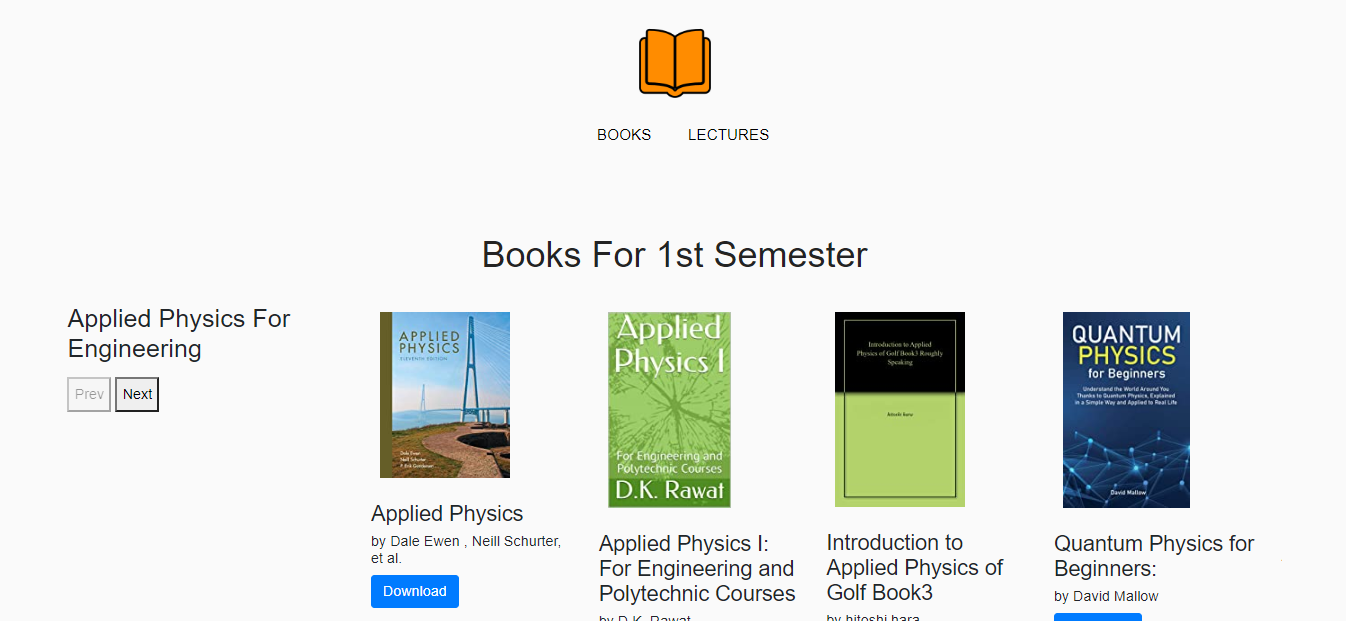 BOOKS LECTURES
Books For 1st Semester
Applied Physics For
Engineering
Prev Next
APPLIED
PHYSICS
ELEVENTH EDITION
Dale Ewen
Neill Schurter
P. Erik Gundersen
Applied Physics
by Dale Ewen , Neill Schurter,
et al.
Download
Applied
Physics I
For Engineering and
Polytechnic Courses
D.K. Rawat
Applied Physics I:
For Engineering and
Polytechnic Courses
by D.K. Rawat
Introduction to Applied
Physics of Golf Book3 Roughly
Speaking
hitoshi hara
Introduction to
Applied Physics of
Golf Book3
by hitoshi hara
QUANTUM
PHYSICS
for Beginners
Understand the World Around You
Thanks to Quantum Physics, Explained
in a Simple Way and Applied to Real Life
David Mallow
Quantum Physics for
Beginners:
by David Mallow